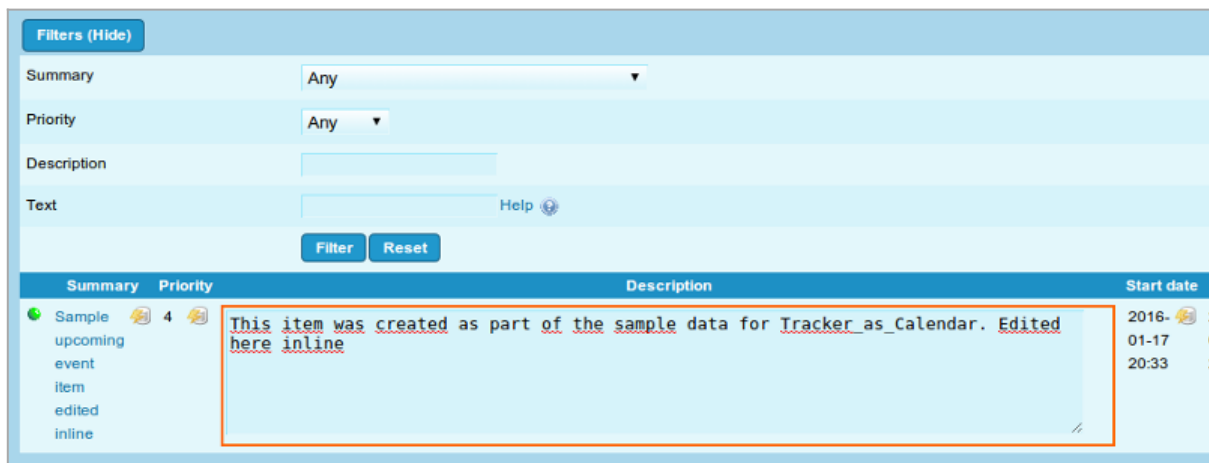 Filters (Hide)
Summary Any
Priority Any
Description
Text Help
Filter Reset
Summary Priority Description Start date
Sample 4 This item was created as part of the sample data for Tracker_as_Calendar. Edited 2016-
here inline
upcoming 01-17
event 20:33
item
edited
inline